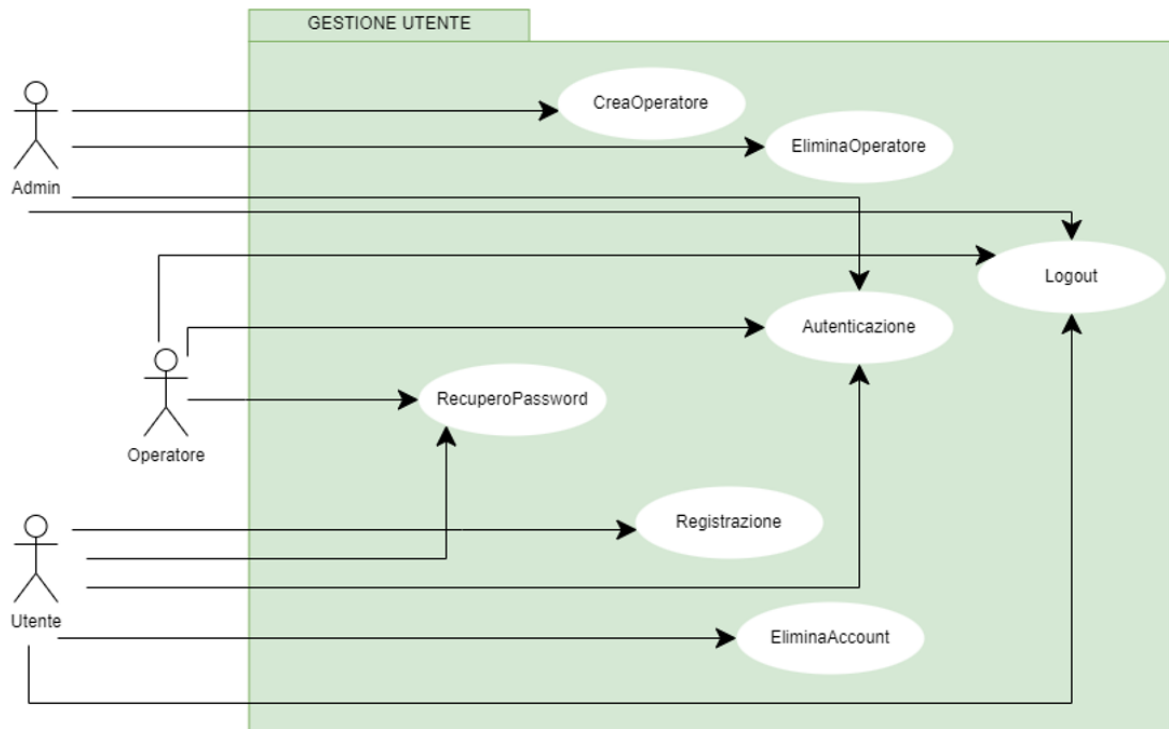 GESTIONE UTENTE
CreaOperatore
EliminaOperatore
Admin
Logout
Autenticazione
RecuperoPassword
Operatore
Registrazione
Utente
EliminaAccount